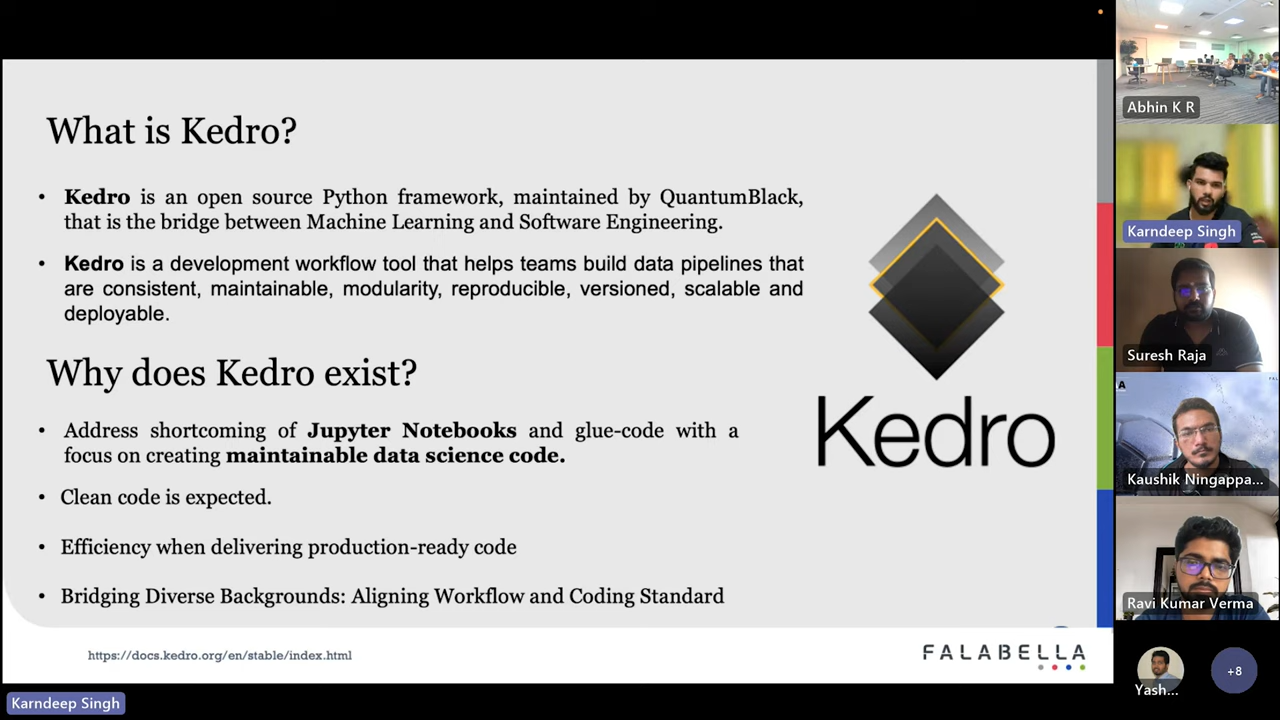 What is Kedro?
• Kedro is an open source Python framework, maintained by QuantumBlack,
that is the bridge between Machine Learning and Software Engineering.
• Kedro is a development workflow tool that helps teams build data pipelines that
are consistent, maintainable, modularity, reproducible, versioned, scalable and
deployable.
Why does Kedro exist?
• Address shortcoming of Jupyter Notebooks and glue-code with a
focus on creating maintainable data science code.
• Clean code is expected.
• Efficiency when delivering production-ready code
• Bridging Diverse Backgrounds: Aligning Workflow and Coding Standard
Kedro
https://docs.kedro.org/en/stable/index.html
FALABELLA
Karndeep Singh
Abhin K R
Karndeep Singh
Suresh Raja
Kaushik Ningappa...
Ravi Kumar Verma
Yash...
+8